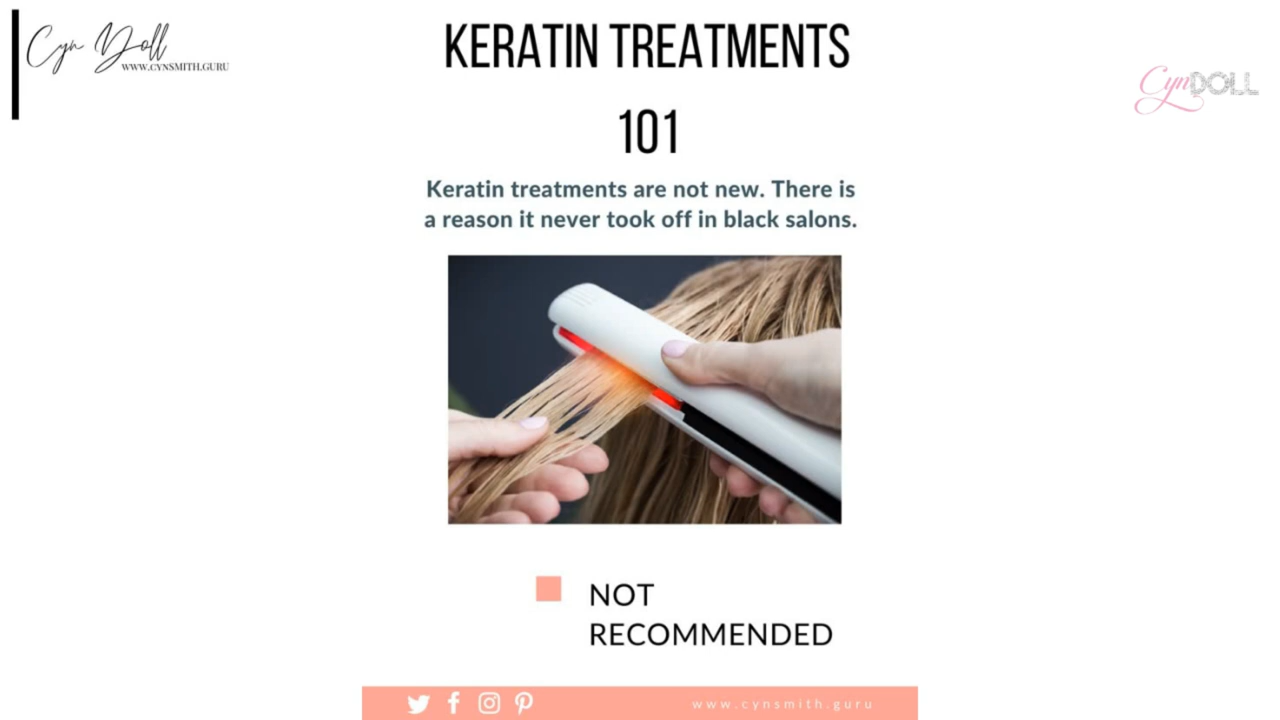 Cyn Doll
WWW.CYNSMITH.GURU
KERATIN TREATMENTS
101
CynDOLL
Keratin treatments are not new. There is
a reason it never took off in black salons.
NOT
RECOMMENDED
www.cynsmith.guru